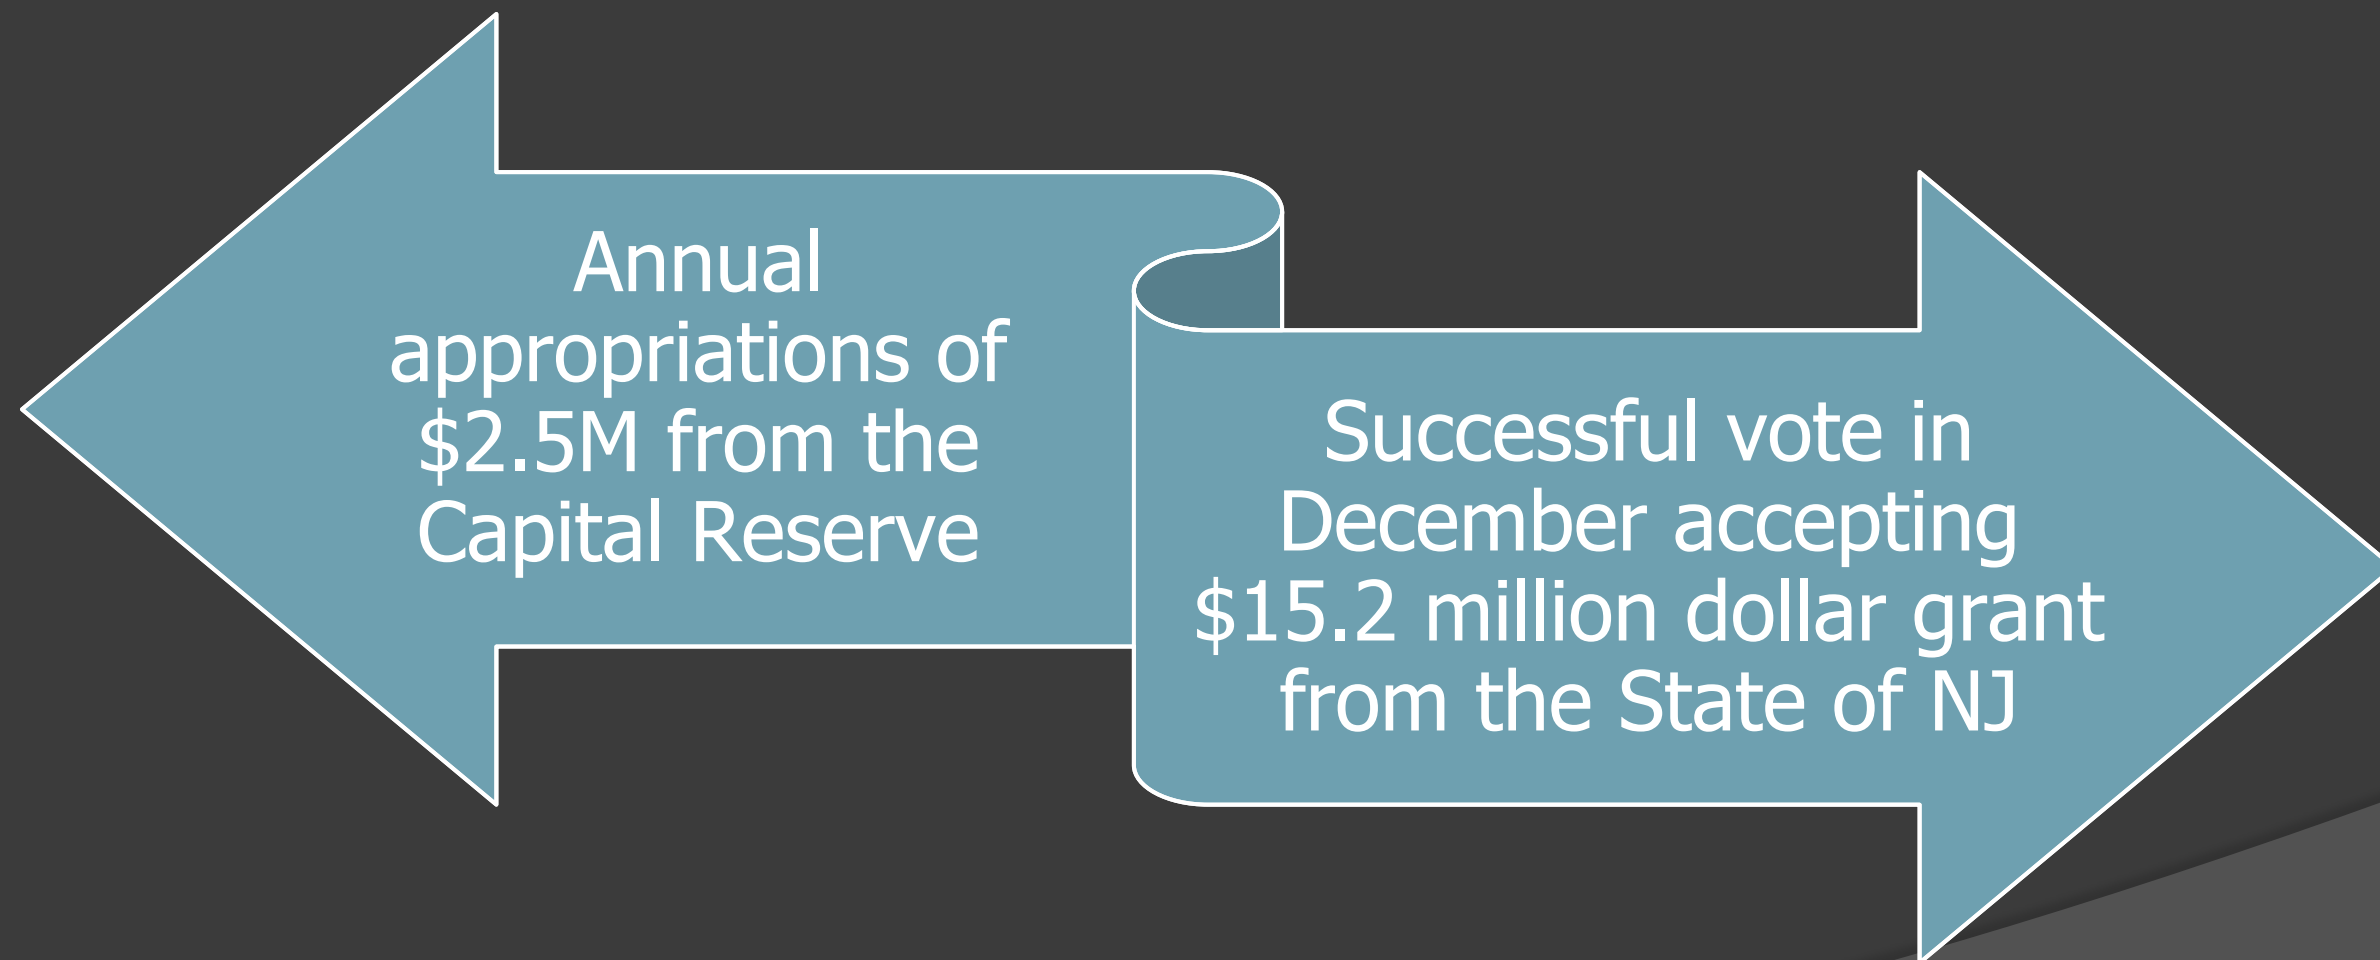 Annual
appropriations of
$2.5M from the
Capital Reserve
Successful vote in
December accepting
$15.2 million dollar grant
from the State of NJ